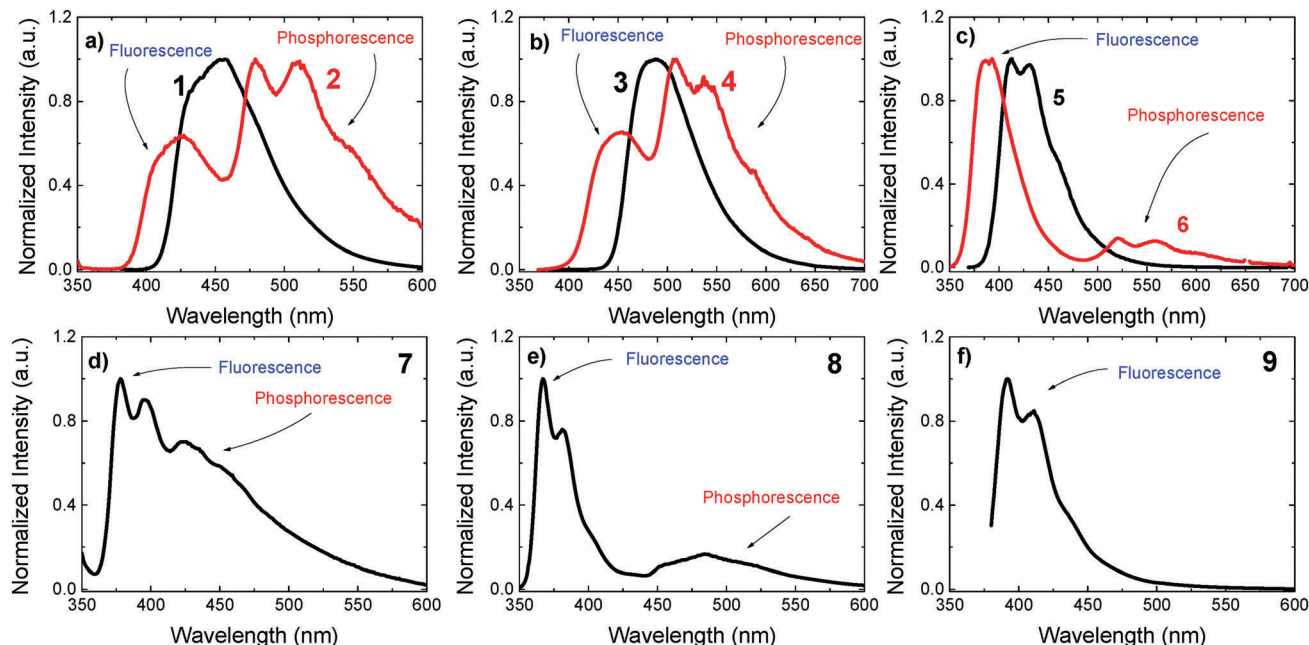 a)
Fluorescence
Phosphorescence
1
2
Normalized Intensity (a.u.)
1.2
1.0
0.8
0.4
0.0
350 400 450 500 550 600
Wavelength (nm)
b)
Fluorescence
Phosphorescence
3
4
Normalized Intensity (a.u.)
1.2
1.0
0.8
0.4
0.0
350 400 450 500 550 600 650 700
Wavelength (nm)
c)
Fluorescence
5
Phosphorescence
6
Normalized Intensity (a.u.)
1.2
1.0
0.8
0.4
0.0
350 400 450 500 550 600 650 700
Wavelength (nm)
d)
7
Fluorescence
Phosphorescence
Normalized Intensity (a.u.)
1.2
0.8
0.4
0.0
350 400 450 500 550 600
Wavelength (nm)
e)
8
Fluorescence
Phosphorescence
Normalized Intensity (a.u.)
1.2
0.8
0.4
0.0
350 400 450 500 550 600
Wavelength (nm)
f)
9
Fluorescence
Normalized Intensity (a.u.)
1.2
0.8
0.4
0.0
350 400 450 500 550 600
Wavelength (nm)